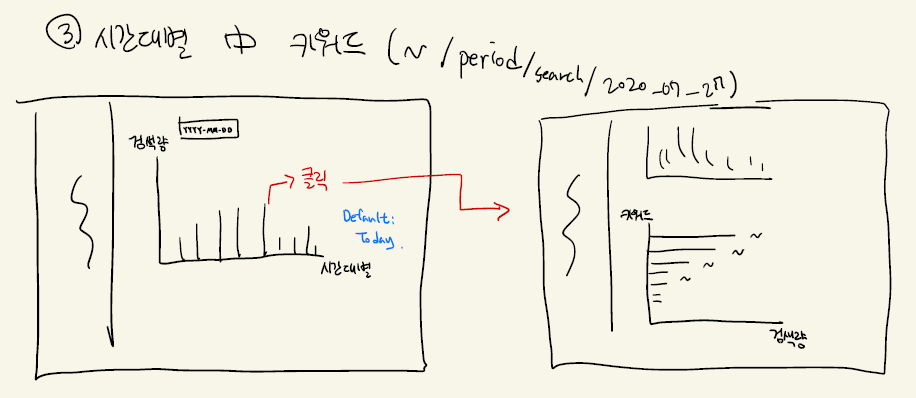 ③ 시간대별 中 키워드 (~ / period/search/2020_07_27)
YYYY-MM-DD
검색량
클릭
Default:
Today.
시간대별
키워드
~
~
~
~
검색량